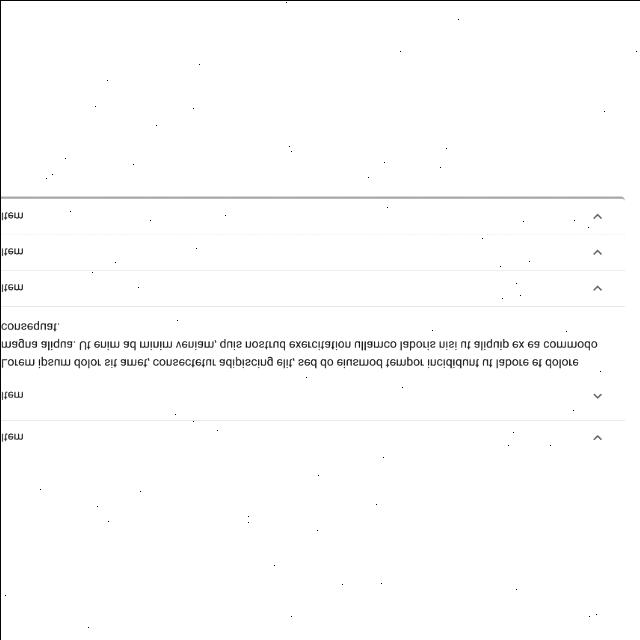 Item
Item
Lorem ipsum dolor sit amet, consectetur adipiscing elit, sed do eiusmod tempor incididunt ut labore et dolore
magna aliqua. Ut enim ad minim veniam, quis nostrud exercitation ullamco laboris nisi ut aliquip ex ea commodo
consequat.
Item
Item
Item